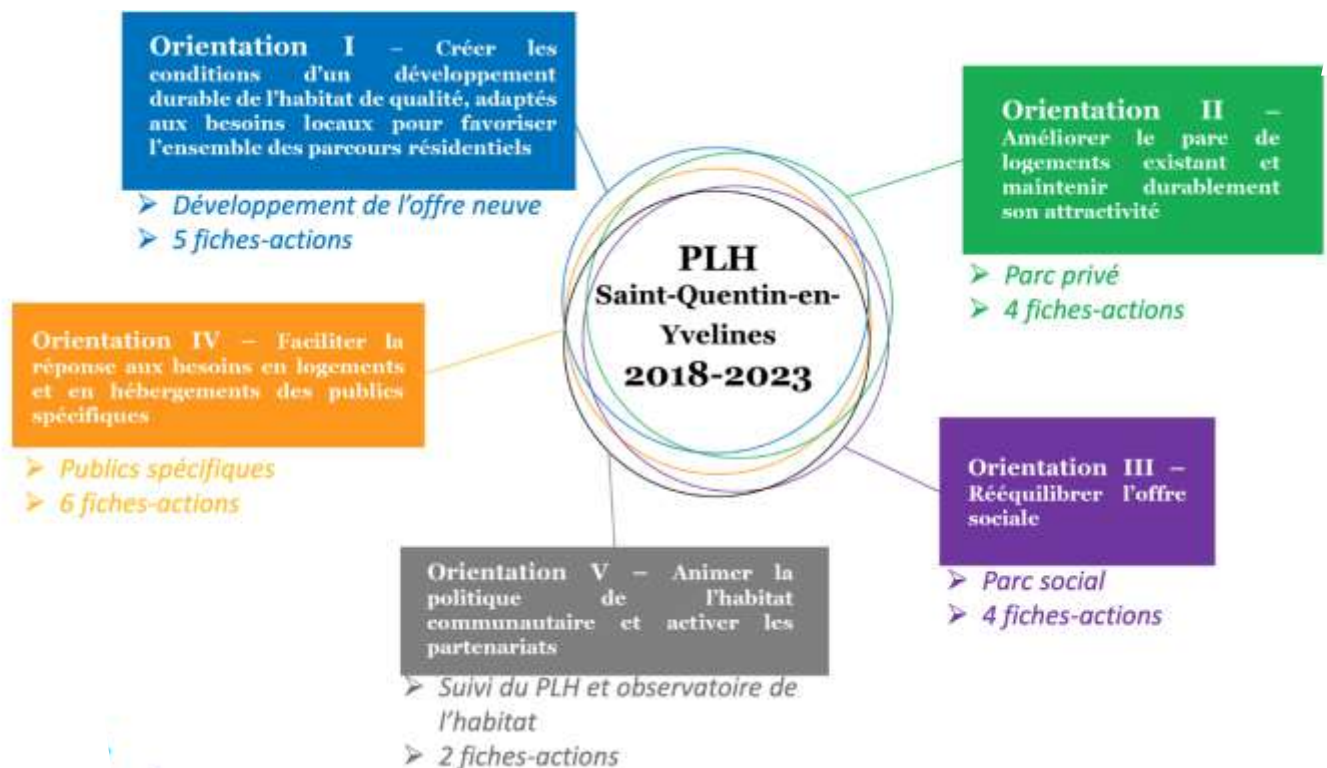 Orientation I – Créer les
conditions d'un développement
durable de l'habitat de qualité, adaptés
aux besoins locaux pour favoriser
l'ensemble des parcours résidentiels
➢ Développement de l'offre neuve
➢ 5 fiches-actions
Orientation II –
Améliorer le parc de
logements existant et
maintenir durablement
son attractivité
➢ Parc privé
➢ 4 fiches-actions
PLH
Saint-Quentin-en-
Yvelines
2018-2023
Orientation IV – Faciliter la
réponse aux besoins en logements
et en hébergements des publics
spécifiques
➢ Publics spécifiques
➢ 6 fiches-actions
Orientation III –
Rééquilibrer l'offre
sociale
➢ Parc social
➢ 4 fiches-actions
Orientation V – Animer la
politique de l'habitat
communautaire et activer les
partenariats
➢ Suivi du PLH et observatoire de
l'habitat
➢ 2 fiches-actions